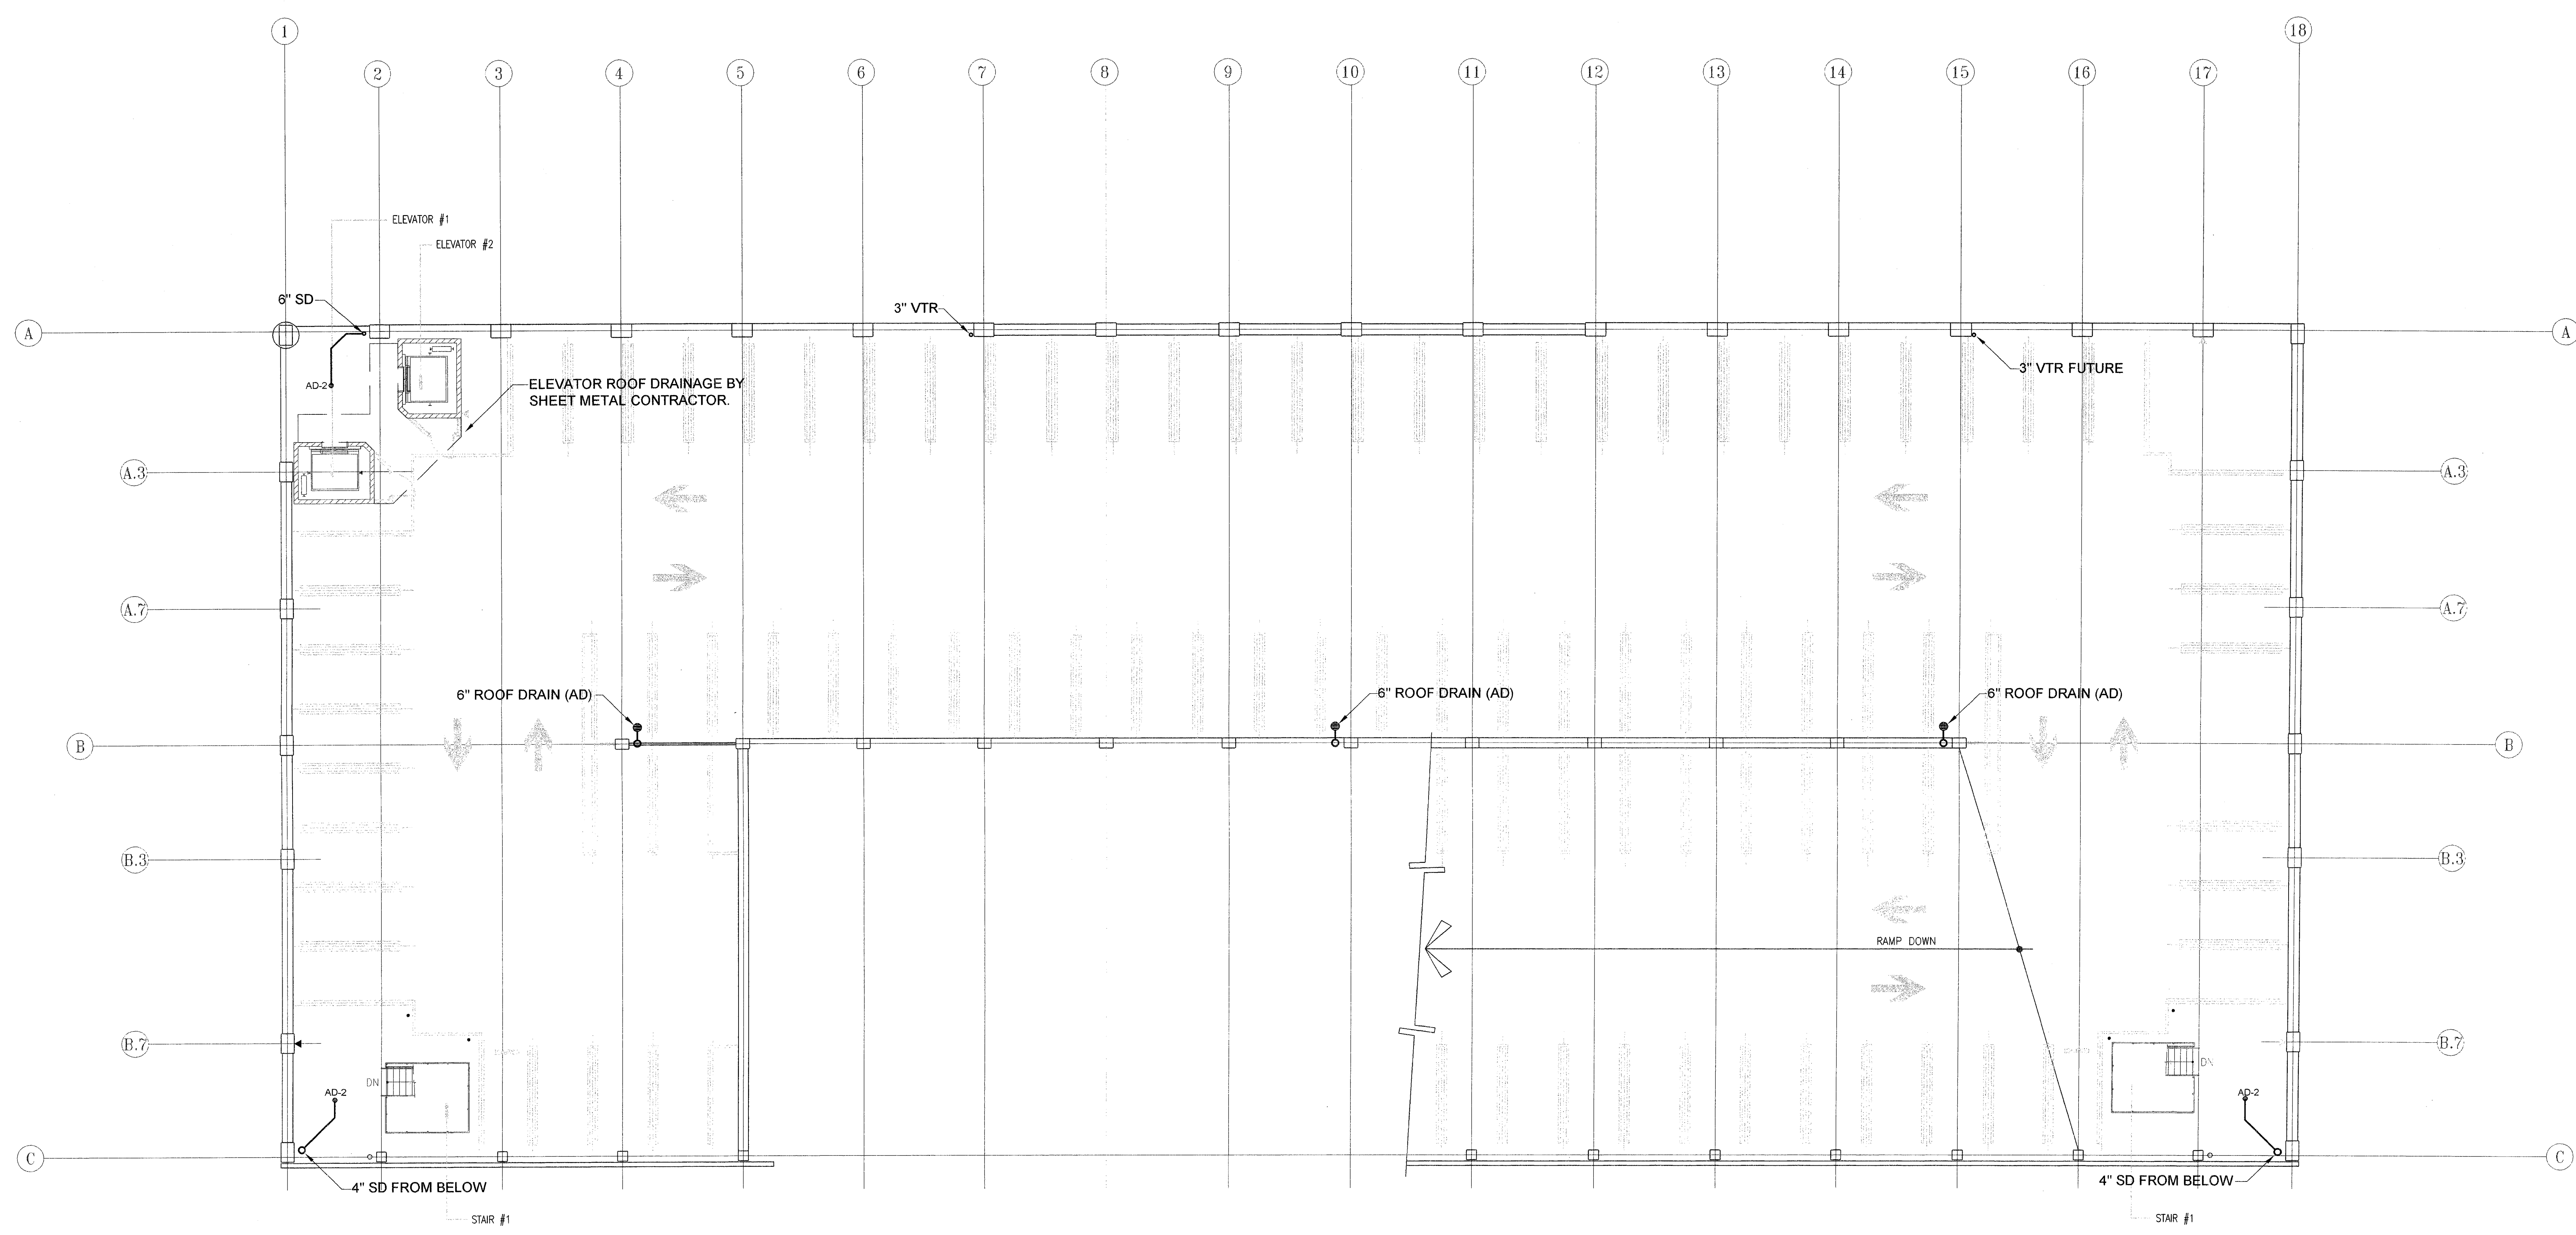 1
18
2
3
4
5
6
7
8
9
10
11
12
13
14
15
16
17
ELEVATOR #1
ELEVATOR #2
6" SD
3" VTR
A
A
3" VTR FUTURE
AD-2
ELEVATOR ROOF DRAINAGE BY
SHEET METAL CONTRACTOR.
A.3
A.3
A.7
A.7
6" ROOF DRAIN (AD)
6" ROOF DRAIN (AD)
6" ROOF DRAIN (AD)
B
B
B.3
B.3
RAMP DOWN
B.7
B.7
DN
DN
AD-2
AD-2
C
C
4" SD FROM BELOW
4" SD FROM BELOW
STAIR #1
STAIR #1